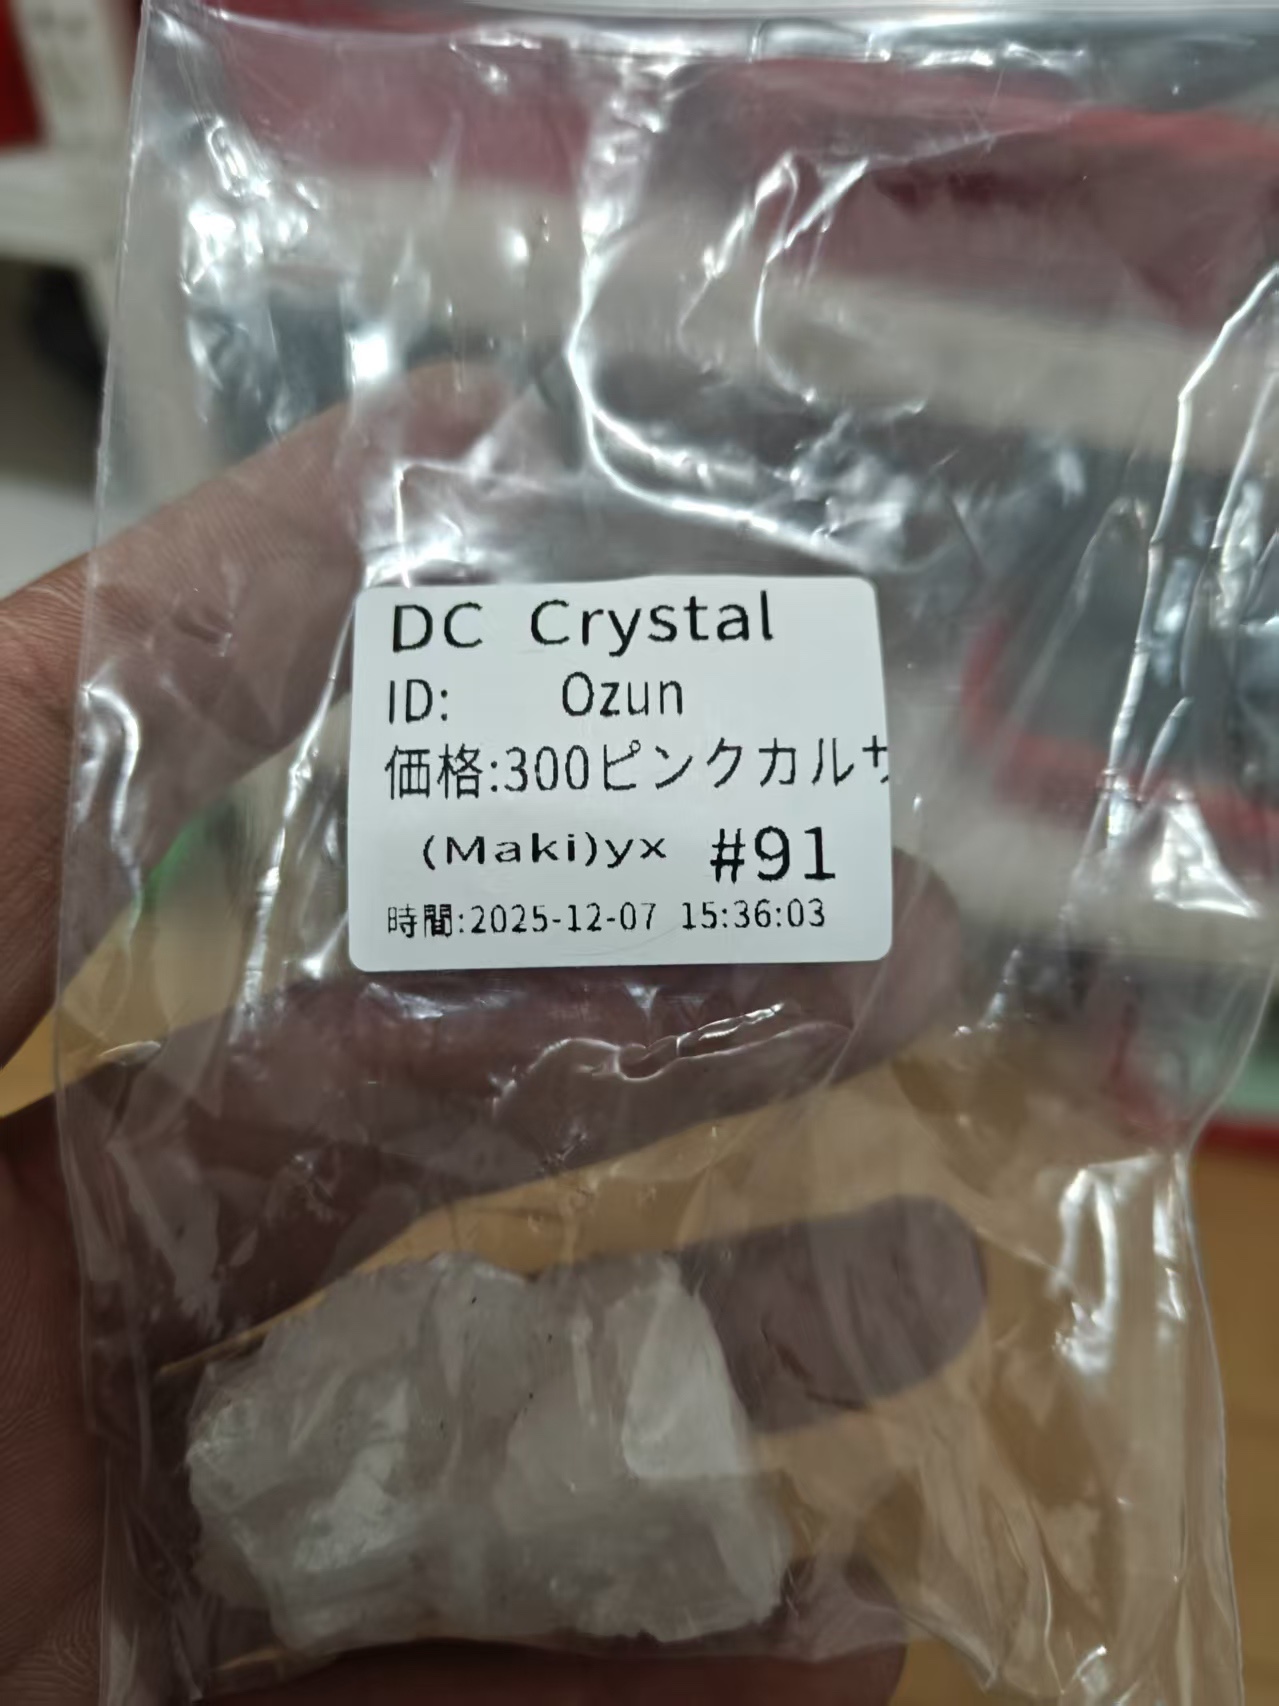 DC Crystal
ID: Ozun
価格:300ピンクカルサ
(Maki)yx #91
時間:2025-12-07 15:36:03